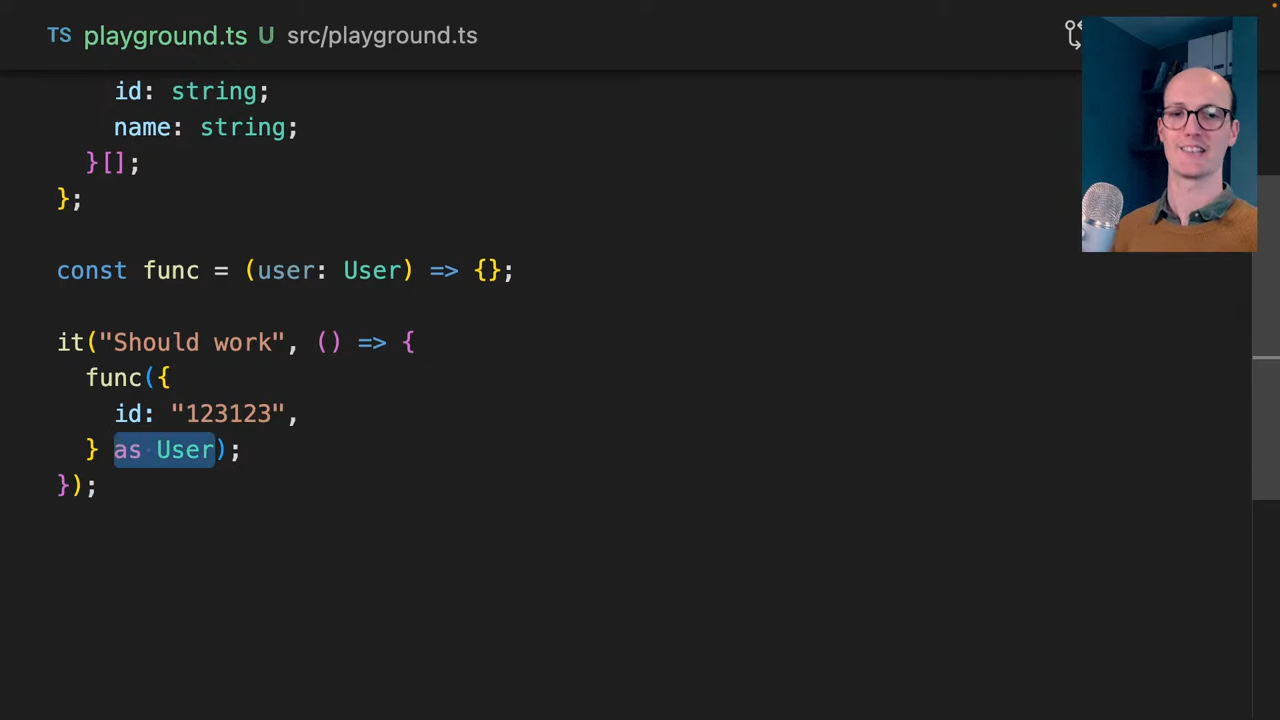 TS playground.ts U src/playground.ts
id: string;
name: string;
}[];
};
const func = (user: User) => {};
it("Should work", () => {
func({
id: "123123",
} as User);
});